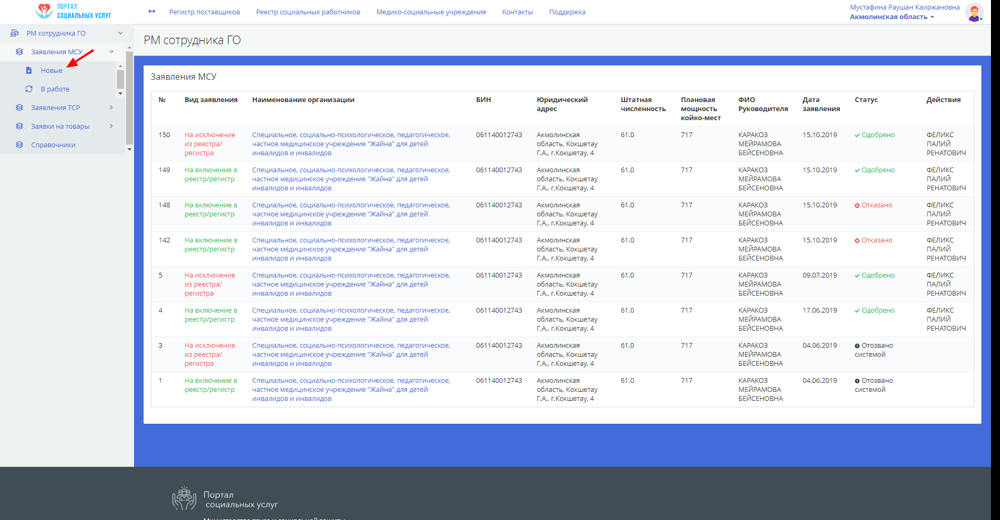 ПОРТАЛ
СОЦИАЛЬНЫХ УСЛУГ
Регистр поставщиков
Реестр социальных работников
Медико-социальные учреждения
Контакты
Поддержка
Мустафина Раушан Каиржановна
Акмолинская область
РМ сотрудника ГО
Заявления МСУ
Новые
В работе
Заявления ТСР
Заявки на товары
Справочники
РМ сотрудника ГО
Заявления МСУ
№ Вид заявления Наименование организации БИН Юридический адрес Штатная численность Плановая мощность койко-мест ФИО Руководителя Дата заявления Статус Действия
150 На исключение из реестра/регистра Специальное, социально-психологическое, педагогическое, частное медицинское учреждение "Жайна" для детей инвалидов и инвалидов 061140012743 Акмолинская область, Кокшетау Г.А., г.Кокшетау, 4 61.0 717 КАРАКОЗ МЕЙРАМОВА БЕЙСЕНОВНА 15.10.2019 Одобрено ФЕЛИКС ПАЛИЙ РЕНАТОВИЧ
149 На включение в реестр/регистр Специальное, социально-психологическое, педагогическое, частное медицинское учреждение "Жайна" для детей инвалидов и инвалидов 061140012743 Акмолинская область, Кокшетау Г.А., г.Кокшетау, 4 61.0 717 КАРАКОЗ МЕЙРАМОВА БЕЙСЕНОВНА 15.10.2019 Одобрено ФЕЛИКС ПАЛИЙ РЕНАТОВИЧ
148 На включение в реестр/регистр Специальное, социально-психологическое, педагогическое, частное медицинское учреждение "Жайна" для детей инвалидов и инвалидов 061140012743 Акмолинская область, Кокшетау Г.А., г.Кокшетау, 4 61.0 717 КАРАКОЗ МЕЙРАМОВА БЕЙСЕНОВНА 15.10.2019 Отказано ФЕЛИКС ПАЛИЙ РЕНАТОВИЧ
142 На включение в реестр/регистр Специальное, социально-психологическое, педагогическое, частное медицинское учреждение "Жайна" для детей инвалидов и инвалидов 061140012743 Акмолинская область, Кокшетау Г.А., г.Кокшетау, 4 61.0 717 КАРАКОЗ МЕЙРАМОВА БЕЙСЕНОВНА 15.10.2019 Отказано ФЕЛИКС ПАЛИЙ РЕНАТОВИЧ
5 На исключение из реестра/регистра Специальное, социально-психологическое, педагогическое, частное медицинское учреждение "Жайна" для детей инвалидов и инвалидов 061140012743 Акмолинская область, Кокшетау Г.А., г.Кокшетау, 4 61.0 717 КАРАКОЗ МЕЙРАМОВА БЕЙСЕНОВНА 09.07.2019 Одобрено ФЕЛИКС ПАЛИЙ РЕНАТОВИЧ
4 На включение в реестр/регистр Специальное, социально-психологическое, педагогическое, частное медицинское учреждение "Жайна" для детей инвалидов и инвалидов 061140012743 Акмолинская область, Кокшетау Г.А., г.Кокшетау, 4 61.0 717 КАРАКОЗ МЕЙРАМОВА БЕЙСЕНОВНА 17.06.2019 Одобрено ФЕЛИКС ПАЛИЙ РЕНАТОВИЧ
3 На исключение из реестра/регистра Специальное, социально-психологическое, педагогическое, частное медицинское учреждение "Жайна" для детей инвалидов и инвалидов 061140012743 Акмолинская область, Кокшетау Г.А., г.Кокшетау, 4 61.0 717 КАРАКОЗ МЕЙРАМОВА БЕЙСЕНОВНА 04.06.2019 Отозвано системой
1 На включение в реестр/регистр Специальное, социально-психологическое, педагогическое, частное медицинское учреждение "Жайна" для детей инвалидов и инвалидов 061140012743 Акмолинская область, Кокшетау Г.А., г.Кокшетау, 4 61.0 717 КАРАКОЗ МЕЙРАМОВА БЕЙСЕНОВНА 04.06.2019 Отозвано системой
Портал
социальных услуг